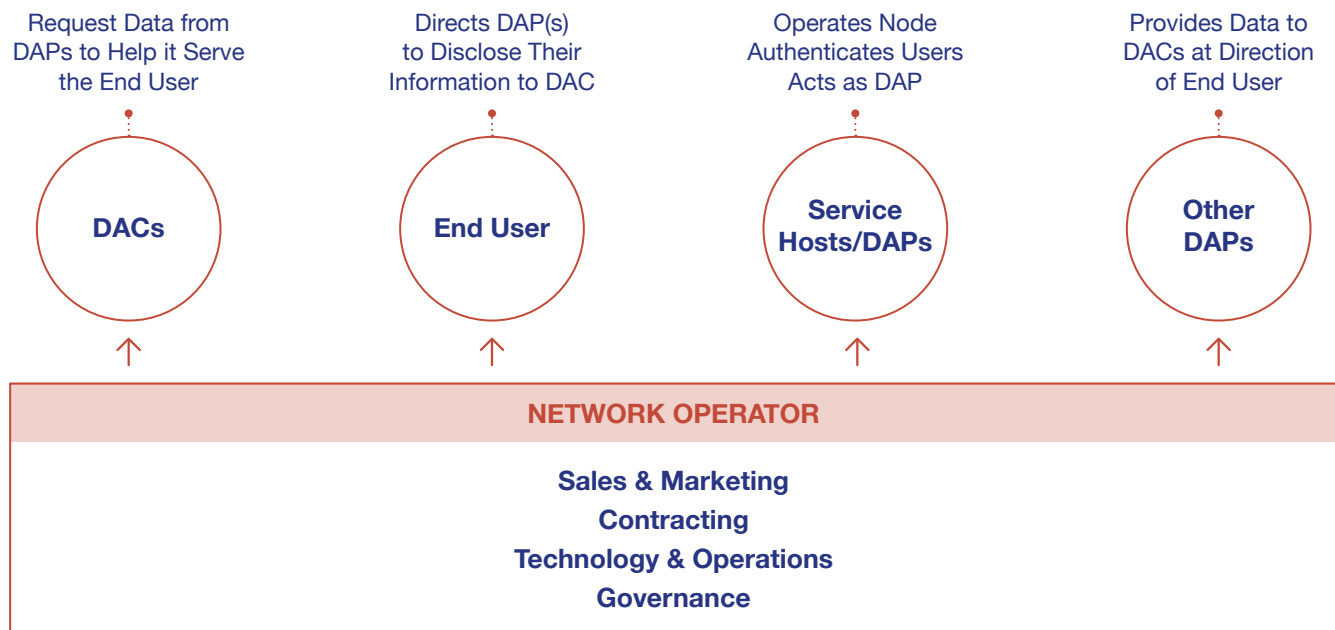 Request Data from
DAPs to Help it Serve
the End User
Directs DAP(s)
to Disclose Their
Information to DAC
Operates Node
Authenticates Users
Acts as DAP
Provides Data to
DACs at Direction
of End User
DACs
End User
Service
Hosts/DAPs
Other
DAPs
NETWORK OPERATOR
Sales & Marketing
Contracting
Technology & Operations
Governance